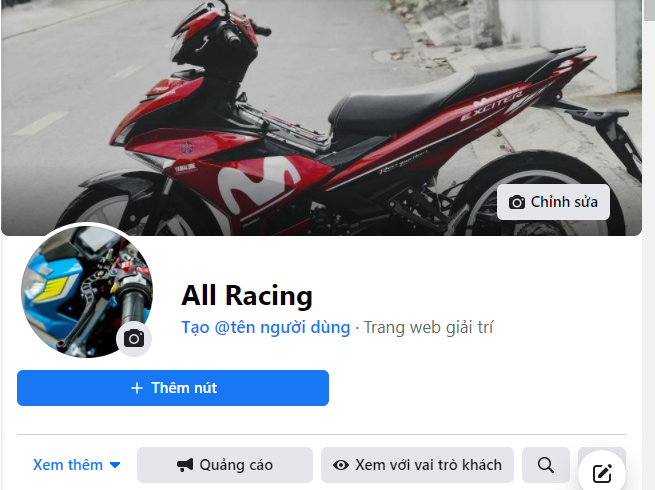 EXCITER
YAMAHA
Chỉnh sửa
All Racing
Tạo @tên người dùng · Trang web giải trí
+ Thêm nút
Xem thêm
Quảng cáo
Xem với vai trò khách